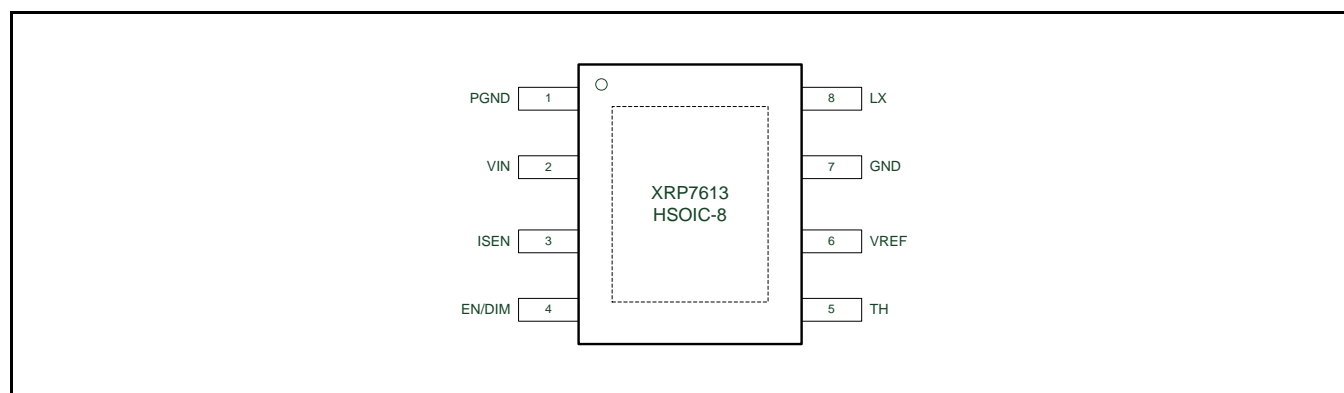 PGND 1
VIN 2
ISEN 3
EN/DIM 4
XRP7613
HSOIC-8
8 LX
7 GND
6 VREF
5 TH